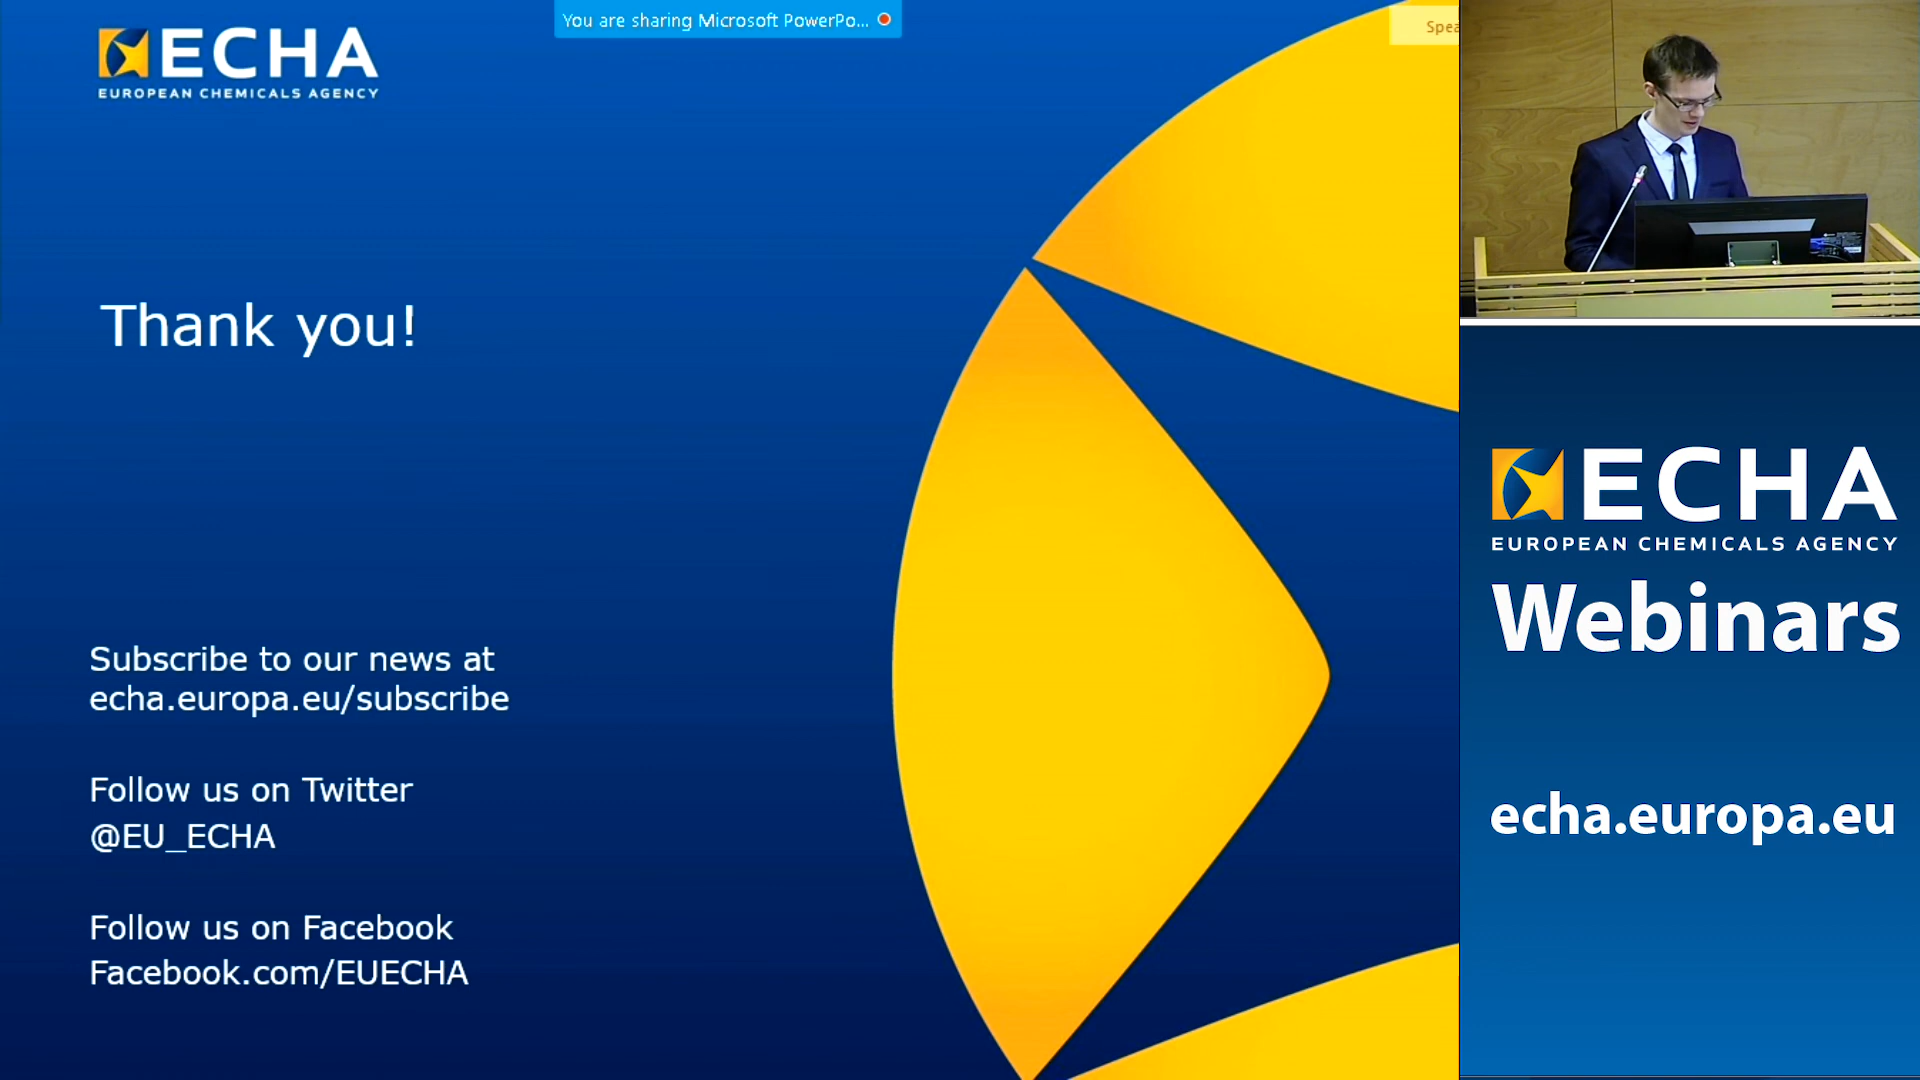 You are sharing Microsoft PowerPo...
ECHA
EUROPEAN CHEMICALS AGENCY
Thank you!
Subscribe to our news at
echa.europa.eu/subscribe
Follow us on Twitter
@EU_ECHA
Follow us on Facebook
Facebook.com/EUECHA
ECHA
EUROPEAN CHEMICALS AGENCY
Webinars
echa.europa.eu